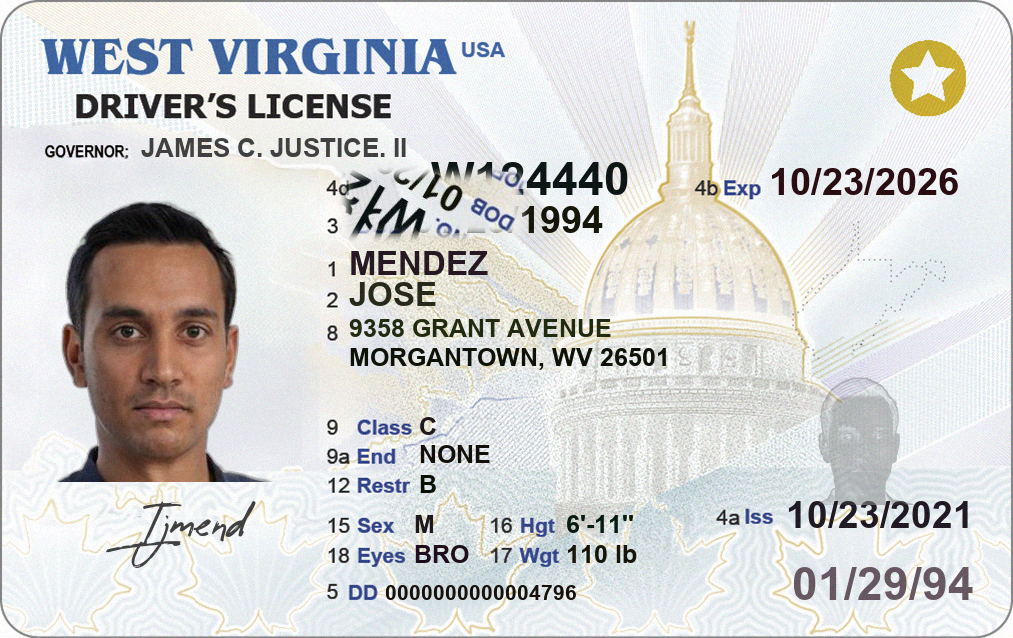 WEST VIRGINIA USA
DRIVER'S LICENSE
GOVERNOR: JAMES C. JUSTICE. II
4d 4440 4b Exp 10/23/2026
3 1994
DOB
1 MENDEZ
2 JOSE
8 9358 GRANT AVENUE
MORGANTOWN, WV 26501
9 Class C
9a End NONE
12 Restr B
15 Sex M 16 Hgt 6'-11"
18 Eyes BRO 17 Wgt 110 lb
4a Iss 10/23/2021
5 DD 0000000000004796
01/29/94